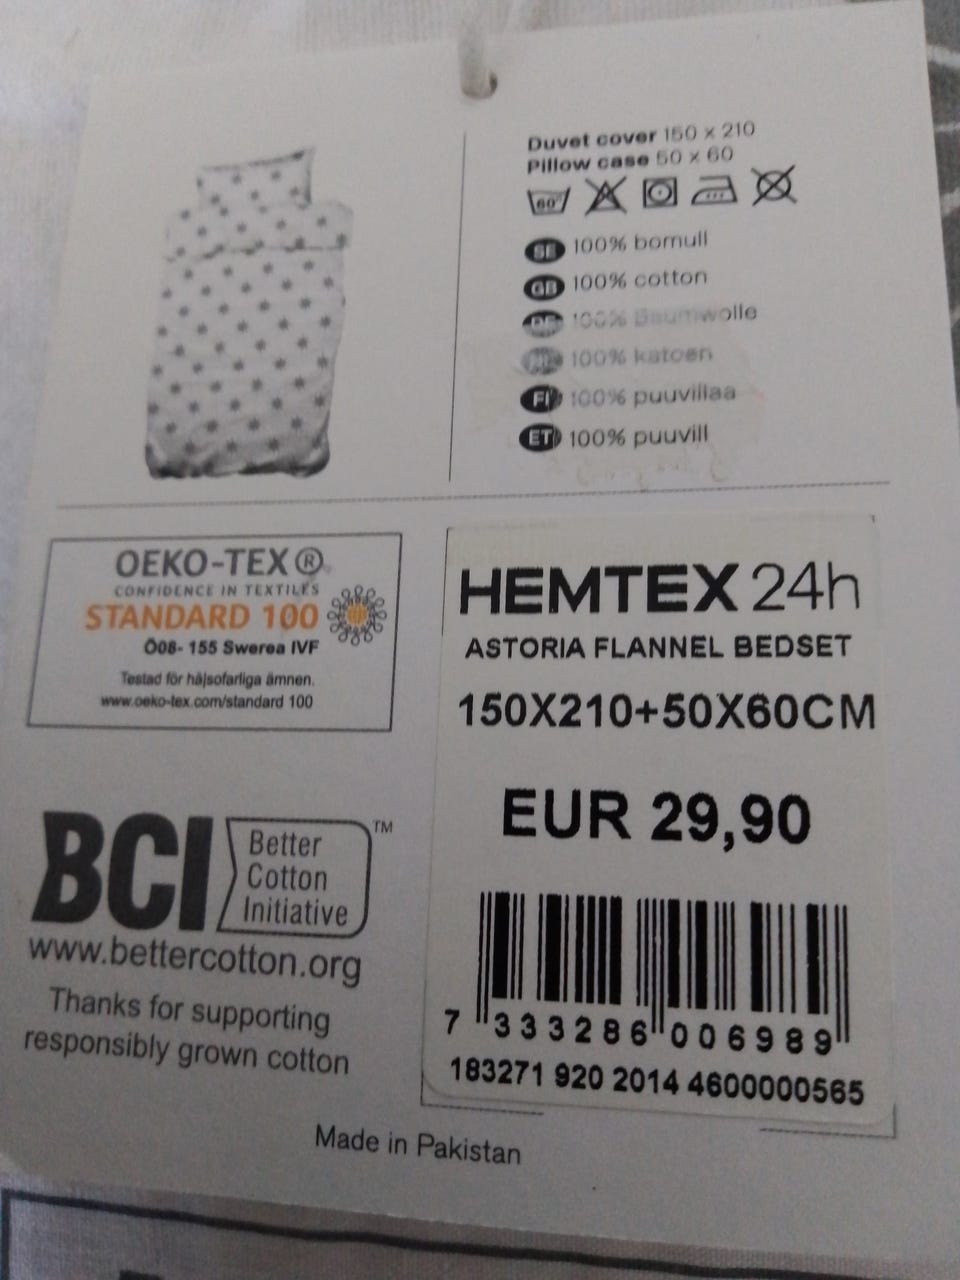 Duvet cover 150 x 210
Pillow case 50 x 60
60°
SE 100% bomull
GB 100% cotton
DE 100% Baumwolle
NL 100% katoen
FI 100% puuvillaa
ET 100% puuvill
OEKO-TEX®
CONFIDENCE IN TEXTILES
STANDARD 100
Ö08- 155 Swerea IVF
Testad för hälsofarliga ämnen.
www.oeko-tex.com/standard 100
HEMTEX 24h
ASTORIA FLANNEL BEDSET
150X210+50X60CM
EUR 29,90
7 333286 006989
183271 920 2014 4600000565
BCI Better Cotton Initiative™
www.bettercotton.org
Thanks for supporting
responsibly grown cotton
Made in Pakistan